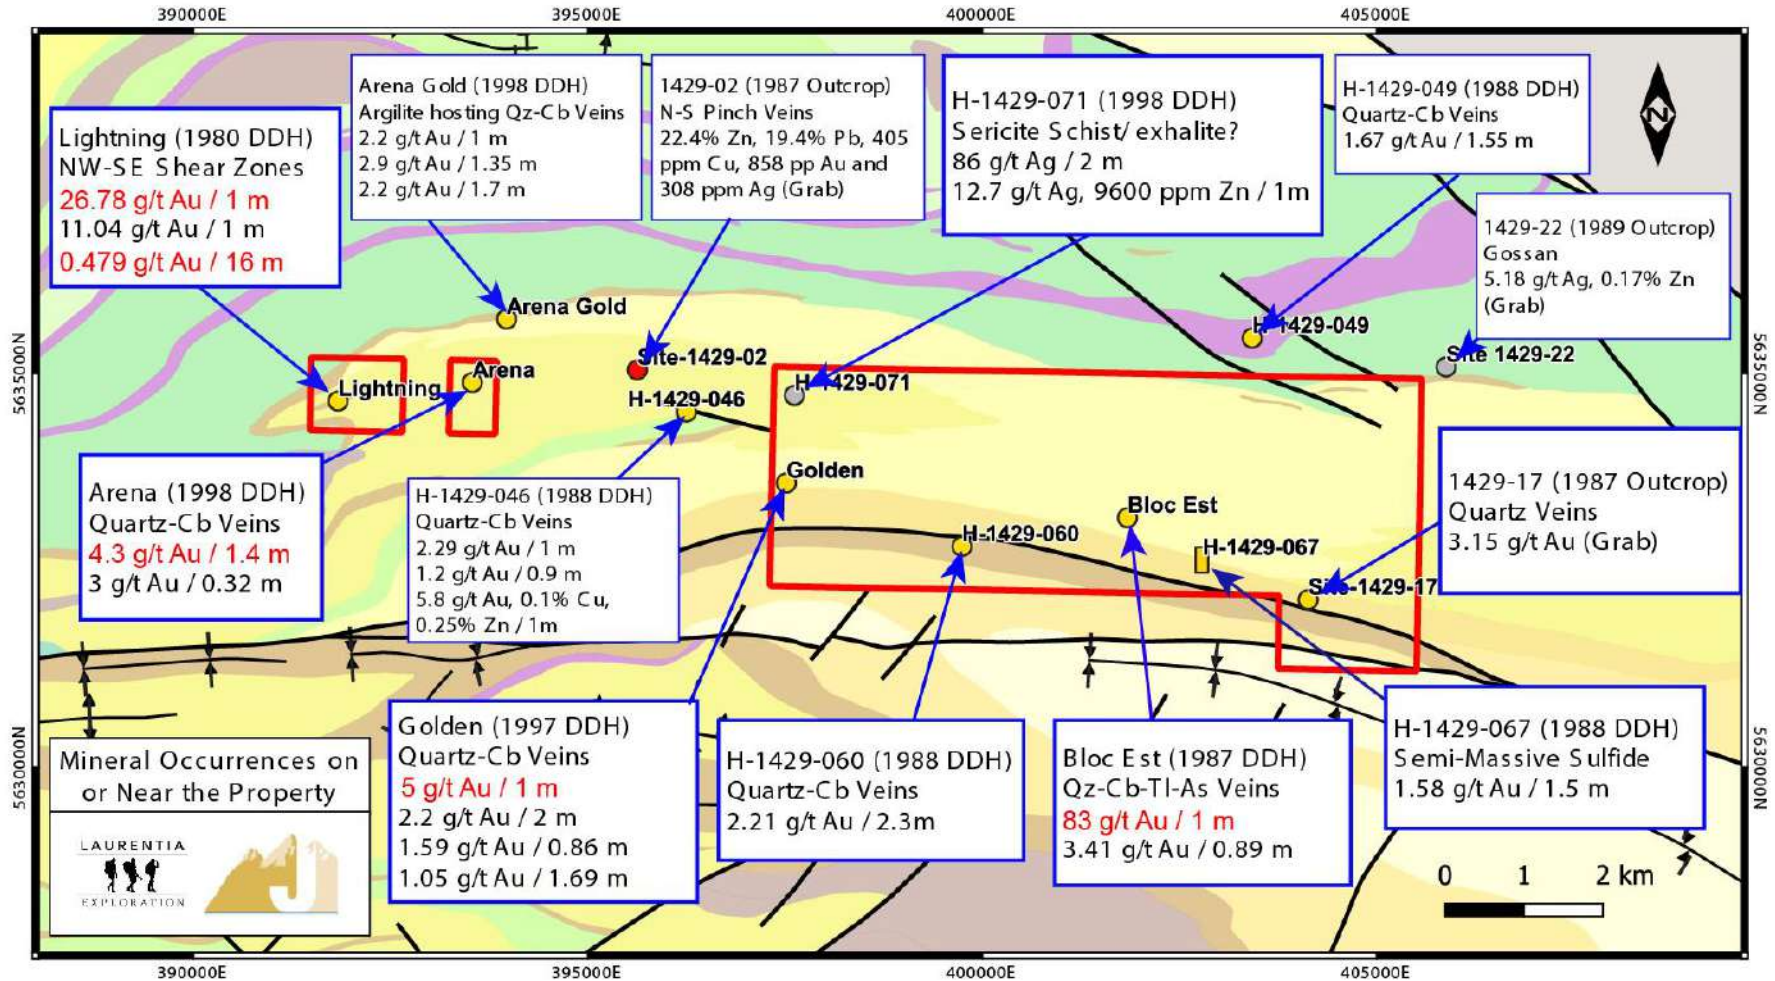 390000E
395000E
400000E
405000E
Lightning (1980 DDH)
NW-SE Shear Zones
26.78 g/t Au / 1 m
11.04 g/t Au / 1 m
0.479 g/t Au / 16 m
Arena Gold (1998 DDH)
Argilite hosting Qz-Cb Veins
2.2 g/t Au / 1 m
2.9 g/t Au / 1.35 m
2.2 g/t Au / 1.7 m
1429-02 (1987 Outcrop)
N-S Pinch Veins
22.4% Zn, 19.4% Pb, 405
ppm Cu, 858 pp Au and
308 ppm Ag (Grab)
H-1429-071 (1998 DDH)
Sericite Schist/ exhalite?
86 g/t Ag / 2 m
12.7 g/t Ag, 9600 ppm Zn / 1m
H-1429-049 (1988 DDH)
Quartz-Cb Veins
1.67 g/t Au / 1.55 m
N
1429-22 (1989 Outcrop)
Gossan
5.18 g/t Ag, 0.17% Zn
(Grab)
Arena Gold
H-1429-049
Site-1429-02
Site 1429-22
5635000N
5635000N
Lightning
Arena
H-1429-046
H-1429-071
Golden
Bloc Est
H-1429-060
H-1429-067
Site-1429-17
Arena (1998 DDH)
Quartz-Cb Veins
4.3 g/t Au / 1.4 m
3 g/t Au / 0.32 m
H-1429-046 (1988 DDH)
Quartz-Cb Veins
2.29 g/t Au / 1 m
1.2 g/t Au / 0.9 m
5.8 g/t Au, 0.1% Cu,
0.25% Zn / 1m
1429-17 (1987 Outcrop)
Quartz Veins
3.15 g/t Au (Grab)
5630000N
5630000N
Mineral Occurrences on
or Near the Property
LAURENTIA
EXPLORATION
J
Golden (1997 DDH)
Quartz-Cb Veins
5 g/t Au / 1 m
2.2 g/t Au / 2 m
1.59 g/t Au / 0.86 m
1.05 g/t Au / 1.69 m
H-1429-060 (1988 DDH)
Quartz-Cb Veins
2.21 g/t Au / 2.3m
Bloc Est (1987 DDH)
Qz-Cb-Tl-As Veins
83 g/t Au / 1 m
3.41 g/t Au / 0.89 m
H-1429-067 (1988 DDH)
Semi-Massive Sulfide
1.58 g/t Au / 1.5 m
0 1 2 km
390000E
395000E
400000E
405000E